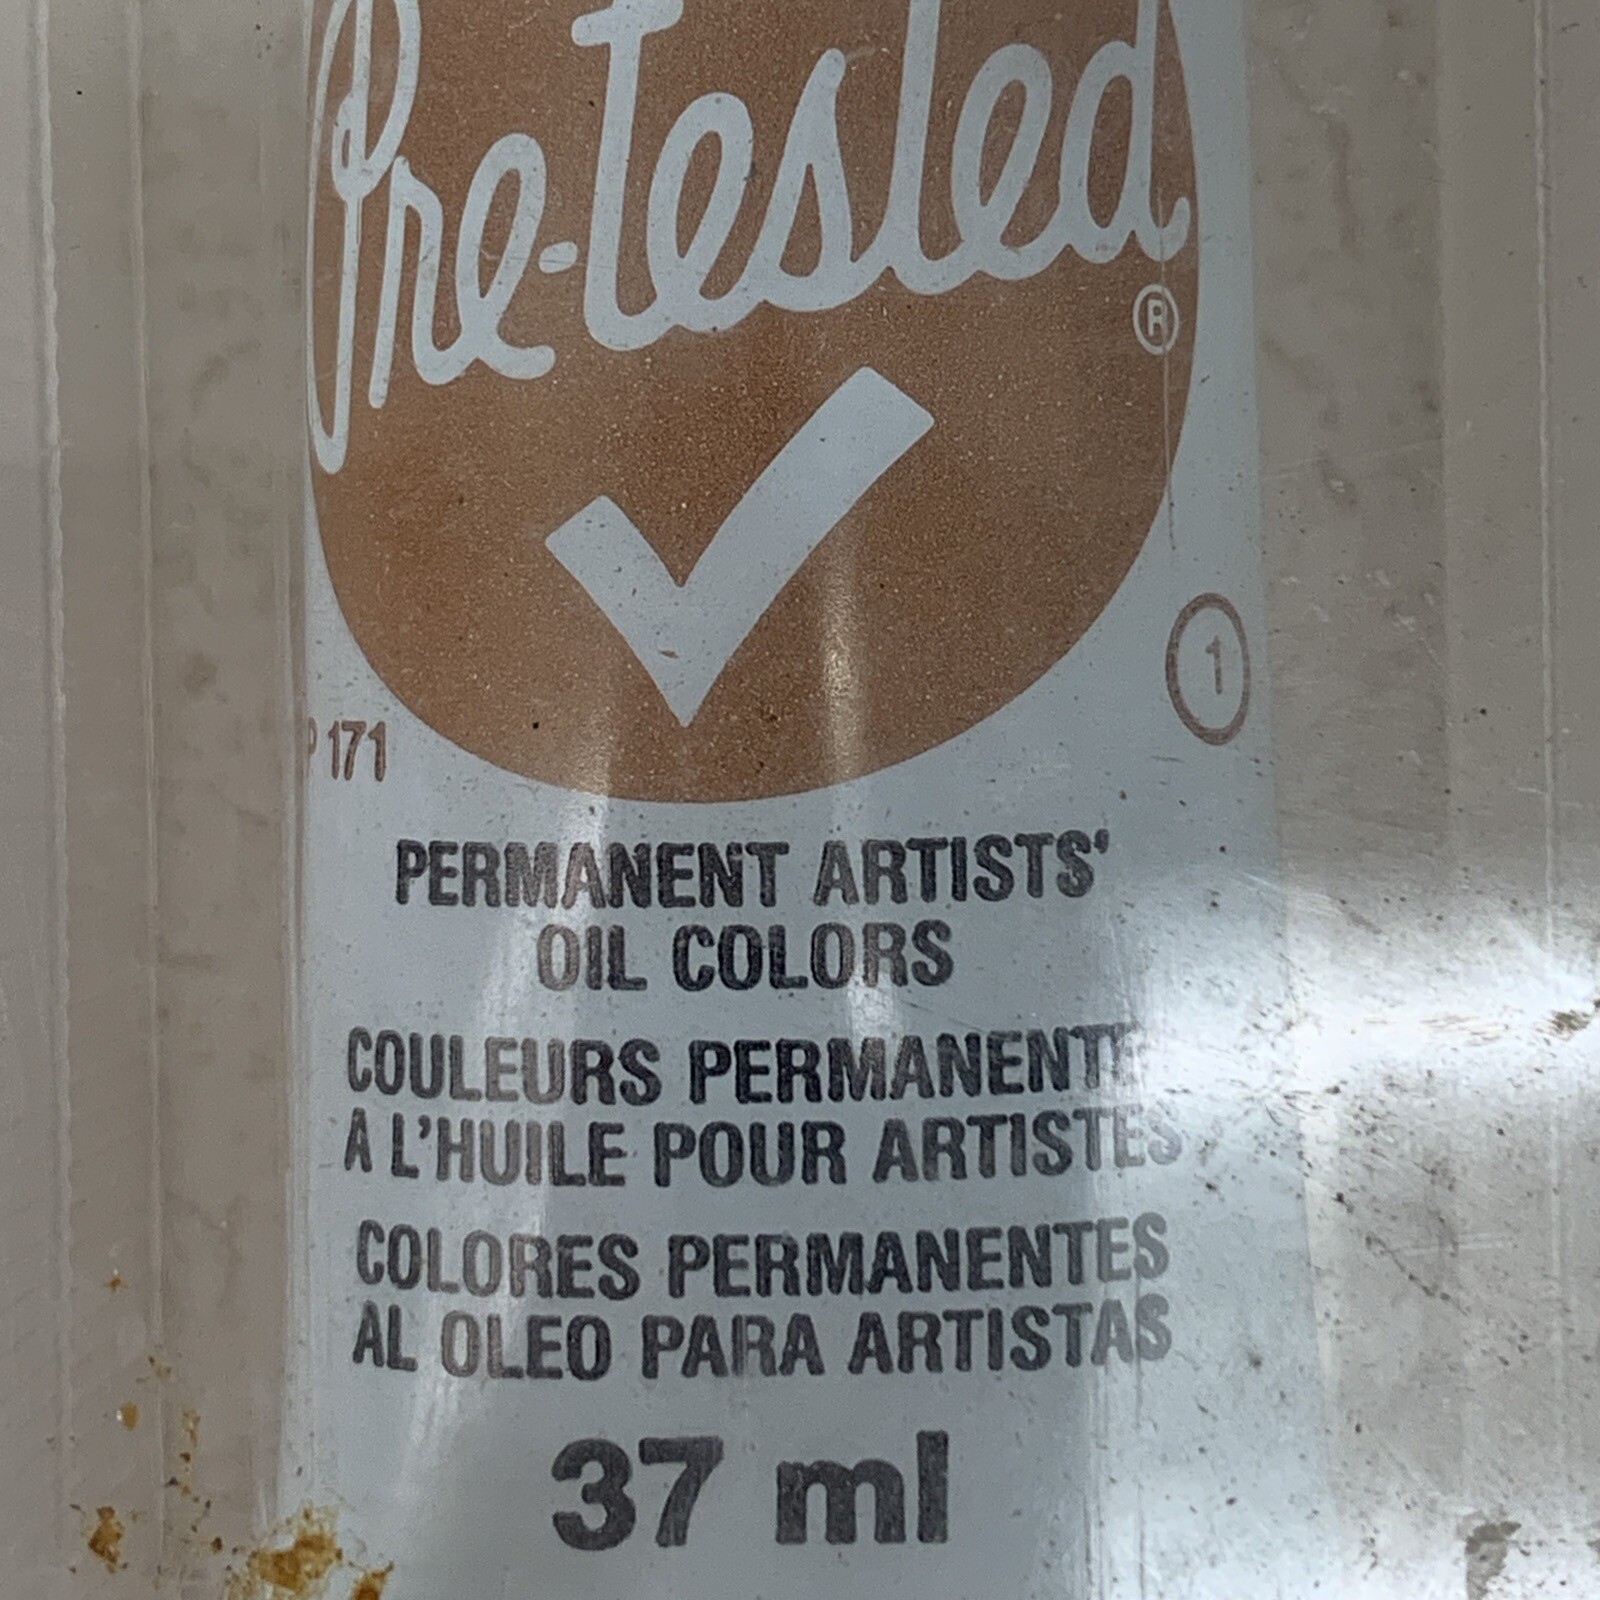 Pre-tested
®
1
P 171
PERMANENT ARTISTS'
OIL COLORS
COULEURS PERMANENTE
A L'HUILE POUR ARTISTES
COLORES PERMANENTES
AL OLEO PARA ARTISTAS
37 ml